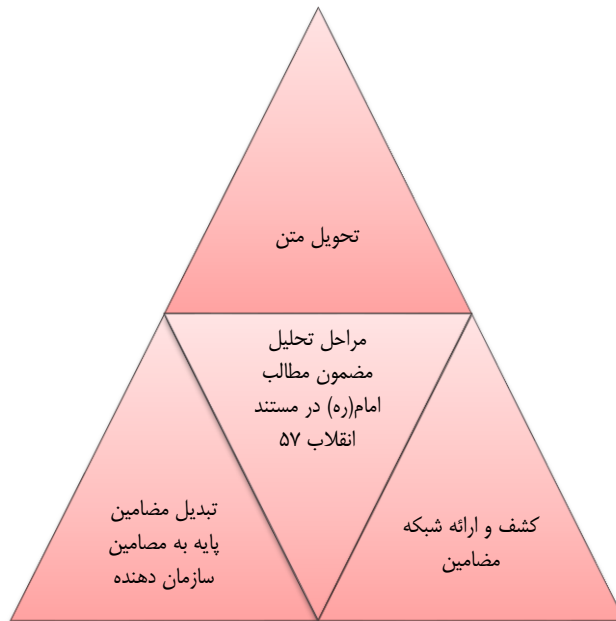 تحویل متن
مراحل تحلیل
مضمون مطالب
امام(ره) در مستند
انقلاب ۵۷
تبدیل مضامین
پایه به مصامین
سازمان دهنده
کشف و ارائه شبکه
مضامین